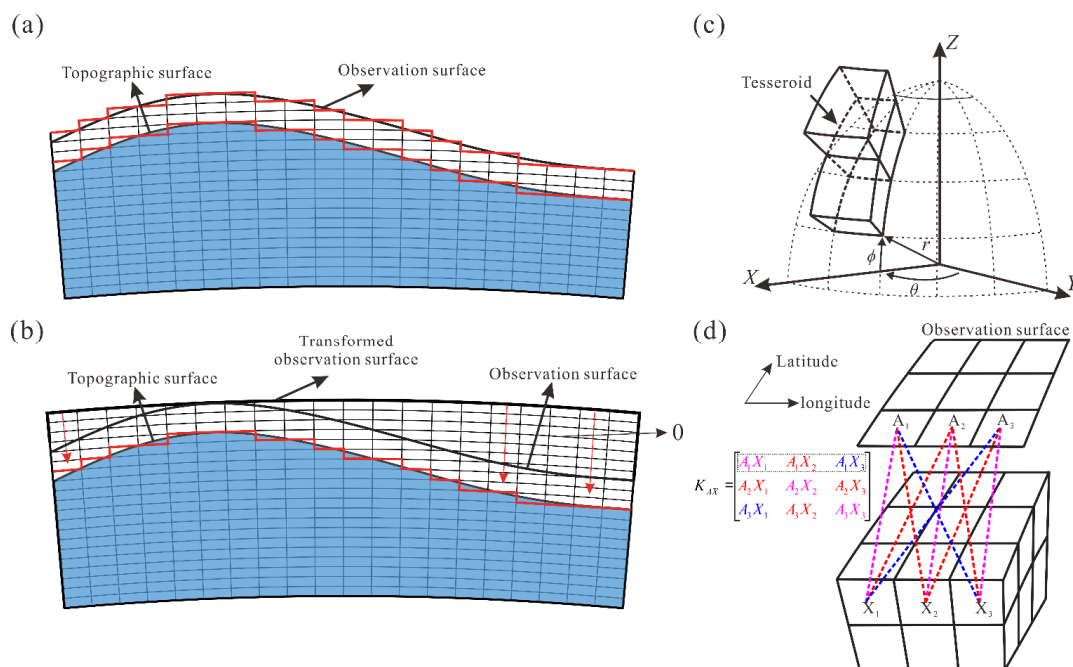 (a)
Topographic surface
Observation surface
(b)
Transformed
observation surface
Topographic surface
Observation surface
0
(c)
Z
Tesseroid
r
ϕ
X
θ
Y
(d)
Observation surface
Latitude
longitude
A₁ A₂ A₃
A₁X₁ A₁X₂ A₁X₃
K_AX = A₂X₁ A₂X₂ A₂X₃
A₃X₁ A₃X₂ A₃X₃
X₁ X₂ X₃